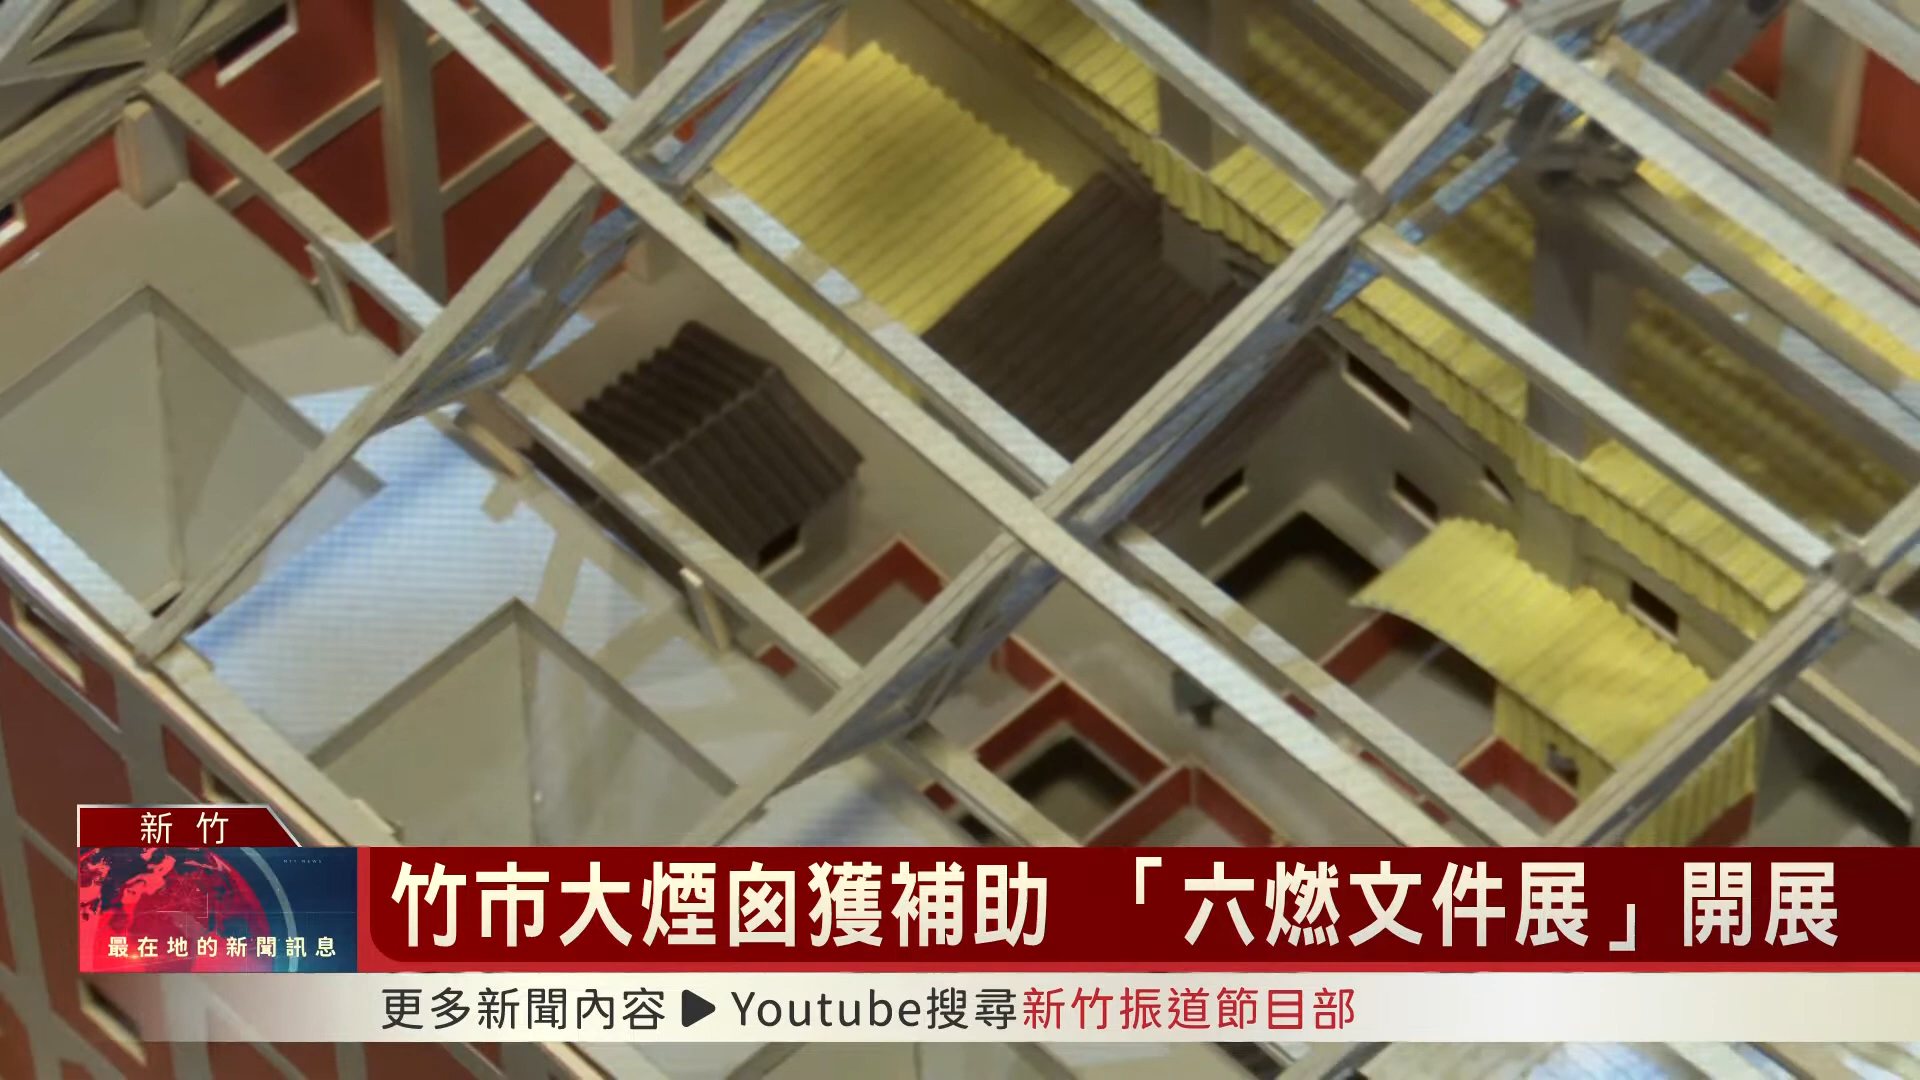 新竹
竹市大煙囪獲補助 「六燃文件展」開展
最在地的新聞訊息
更多新聞內容▶Youtube搜尋新竹振道節目部